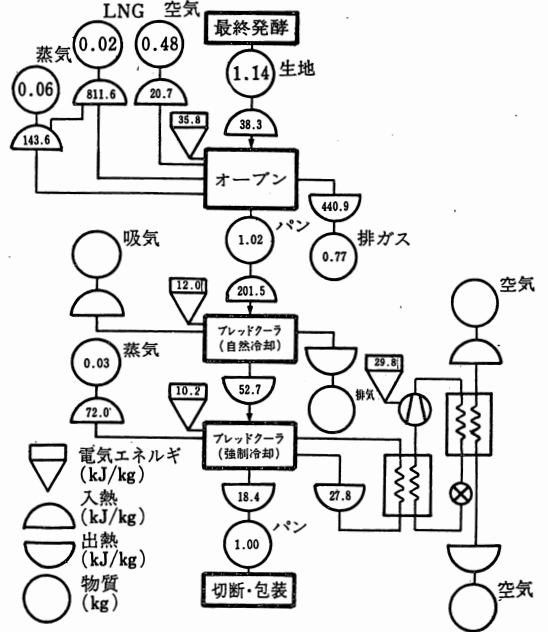 LNG 空気
最終発酵
0.02
0.48
蒸気
1.14
生地
0.06
811.6
20.7
35.8
38.3
143.6
オーブン
440.9
吸気
1.02
パン
排ガス
0.77
12.0
201.5
空気
ブレッドクーラ
(自然冷却)
蒸気
0.03
29.8
10.2
52.7
排気
72.0
ブレッドクーラ
(強制冷却)
電気エネルギ
(kJ/kg)
入熱
(kJ/kg)
18.4
27.8
出熱
(kJ/kg)
パン
1.00
物質
(kg)
切断・包装
空気